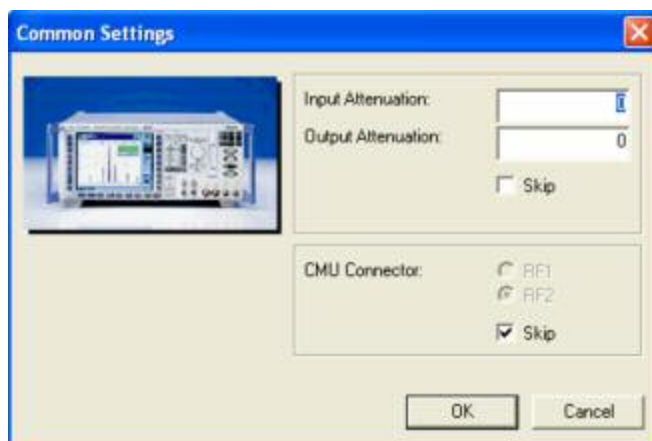 Common Settings
Input Attenuation: 0
Output Attenuation: 0
Skip
CMU Connector: RF1
RF2
Skip
OK Cancel